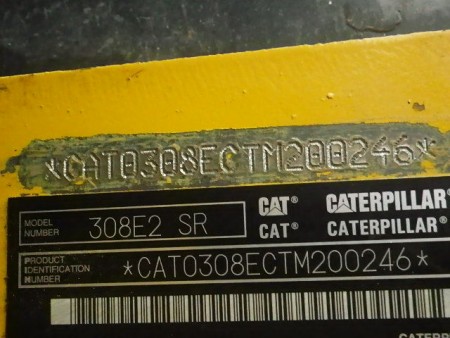 *CAT0308ECTM200246*
MODEL NUMBER 308E2 SR CAT® CATERPILLAR
CAT® CATERPILLAR
PRODUCT IDENTIFICATION NUMBER *CAT0308ECTM200246*